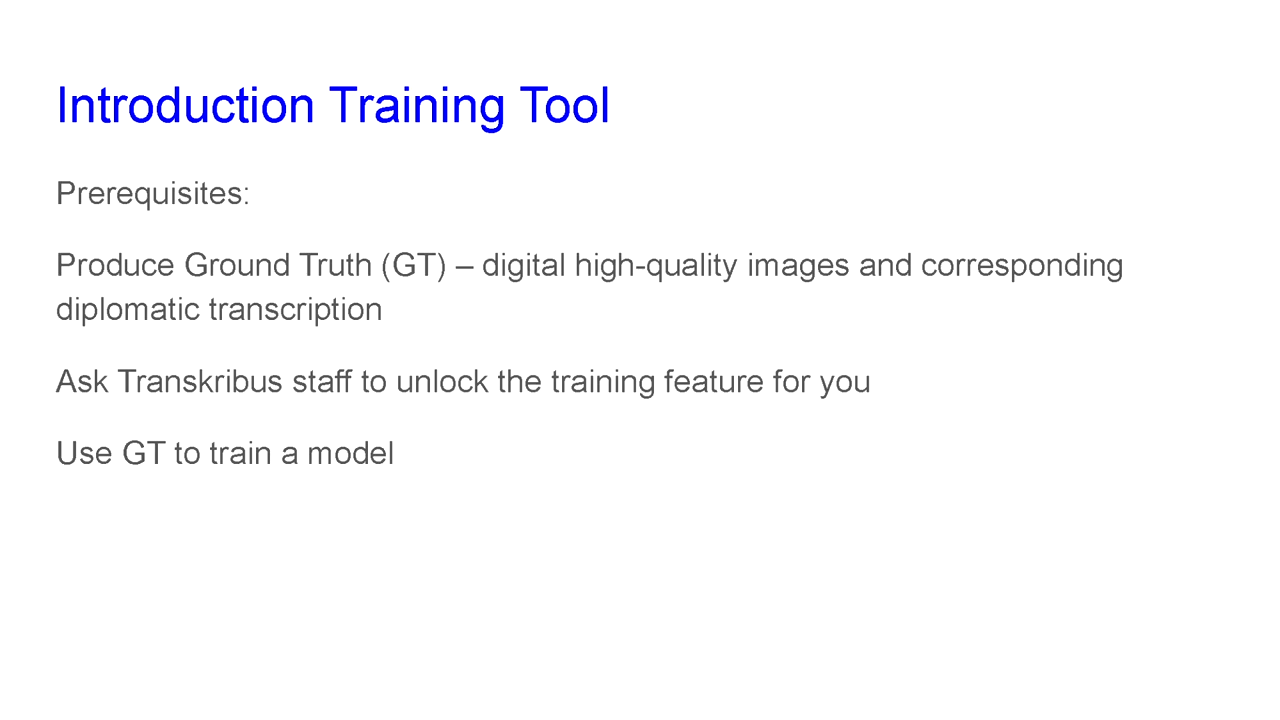 Introduction Training Tool
Prerequisites:
Produce Ground Truth (GT) – digital high-quality images and corresponding
diplomatic transcription
Ask Transkribus staff to unlock the training feature for you
Use GT to train a model